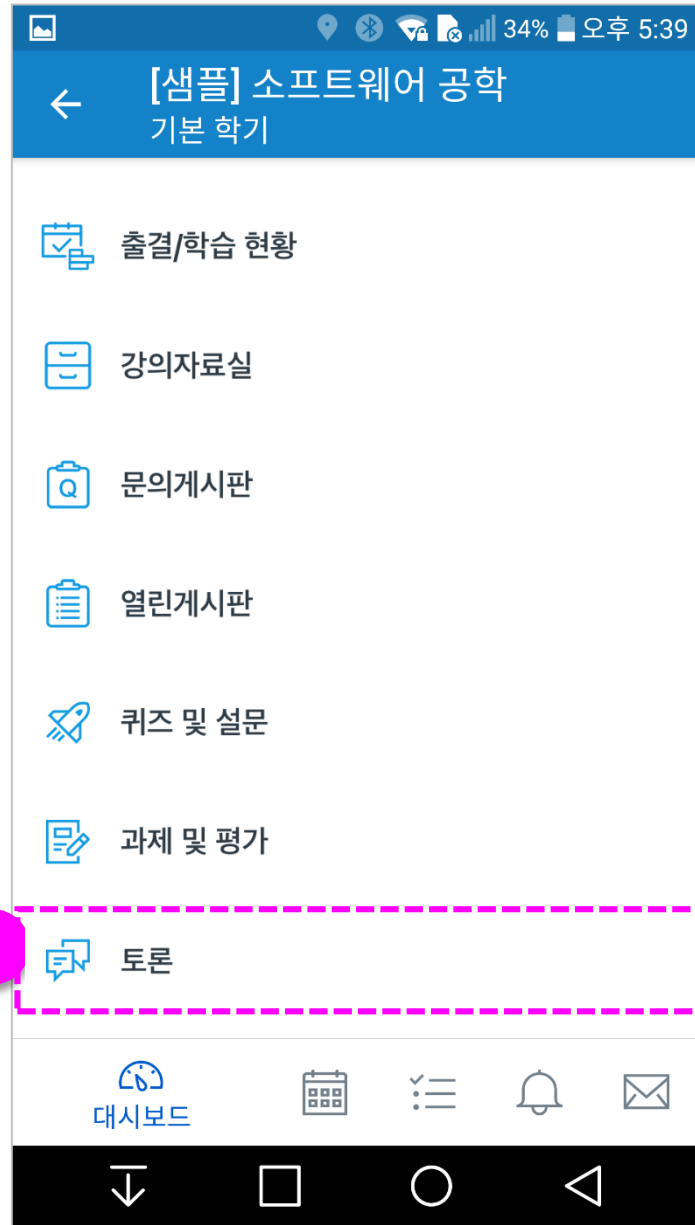 34% 오후 5:39
[샘플] 소프트웨어 공학
기본 학기
출결/학습 현황
강의자료실
Q
문의게시판
열린게시판
퀴즈 및 설문
과제 및 평가
토론
대시보드